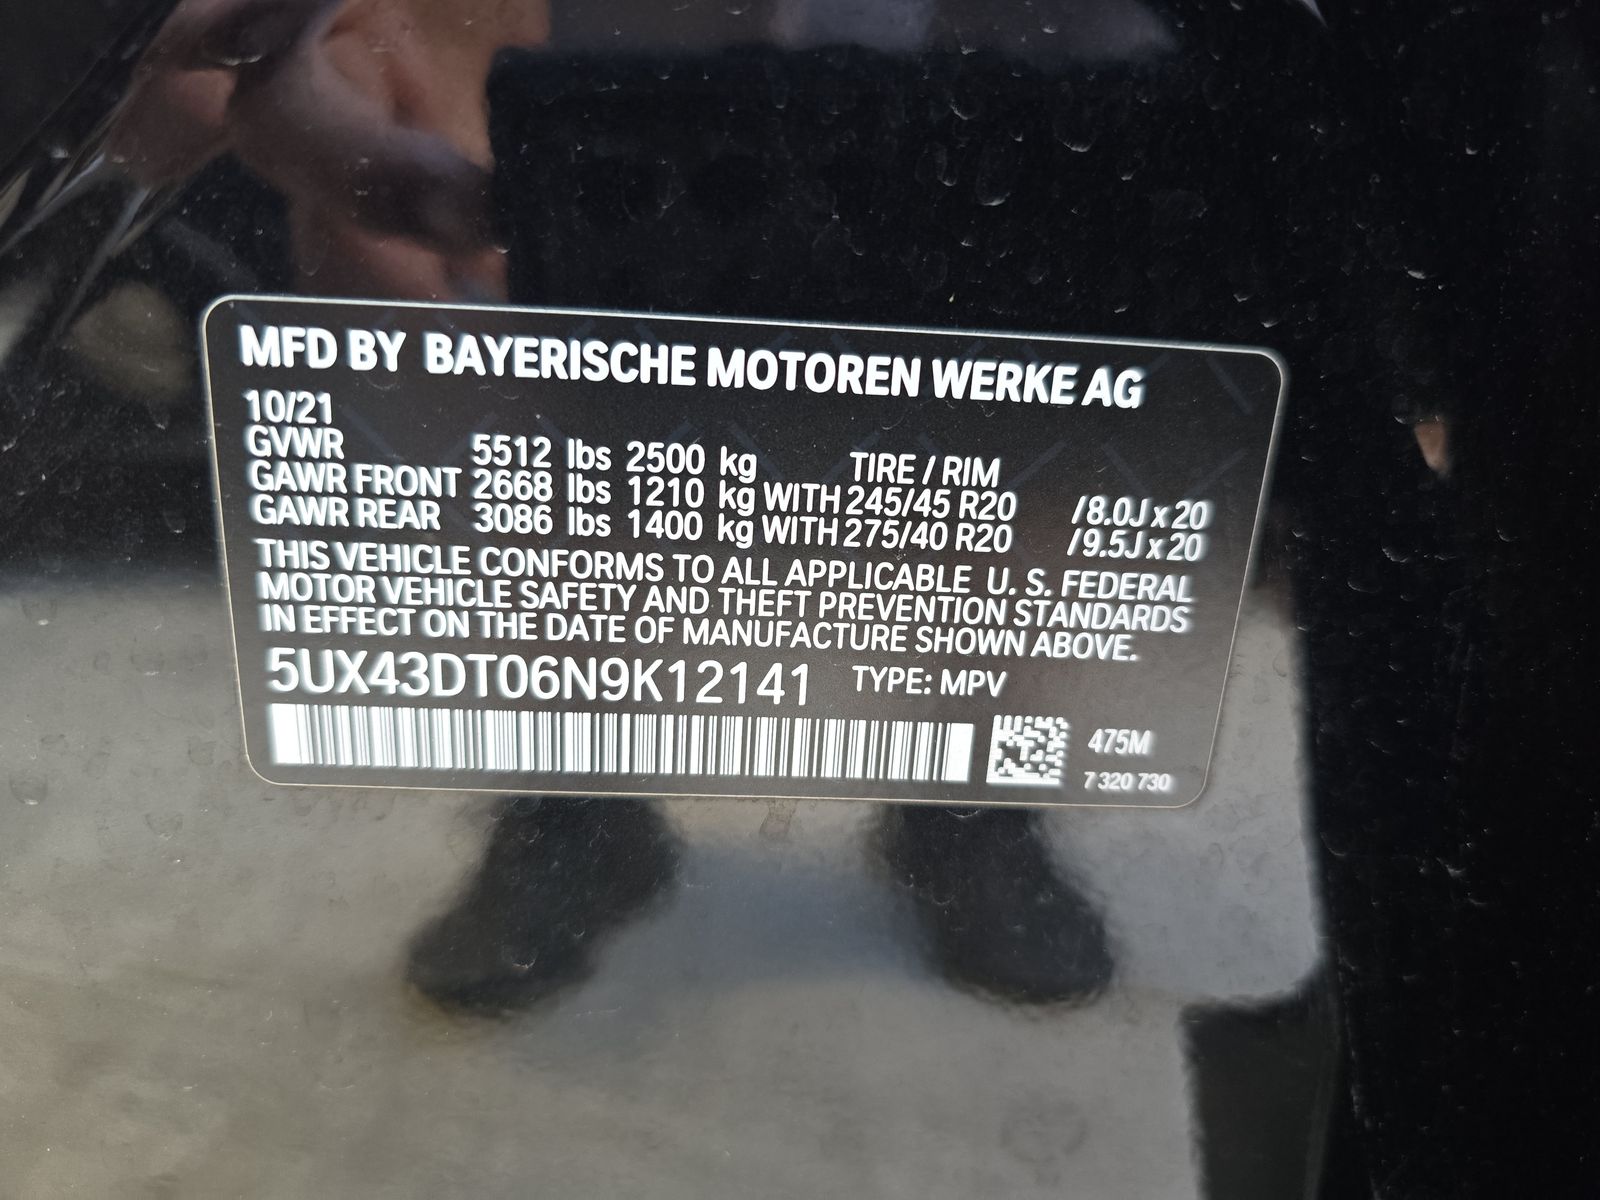 MFD BY BAYERISCHE MOTOREN WERKE AG
10/21
GVWR 5512 lbs 2500 kg TIRE / RIM
GAWR FRONT 2668 lbs 1210 kg WITH 245/45 R20 / 8.0J x 20
GAWR REAR 3086 lbs 1400 kg WITH 275/40 R20 / 9.5J x 20
THIS VEHICLE CONFORMS TO ALL APPLICABLE U. S. FEDERAL
MOTOR VEHICLE SAFETY AND THEFT PREVENTION STANDARDS
IN EFFECT ON THE DATE OF MANUFACTURE SHOWN ABOVE.
5UX43DT06N9K12141 TYPE: MPV
475M
7 320 730